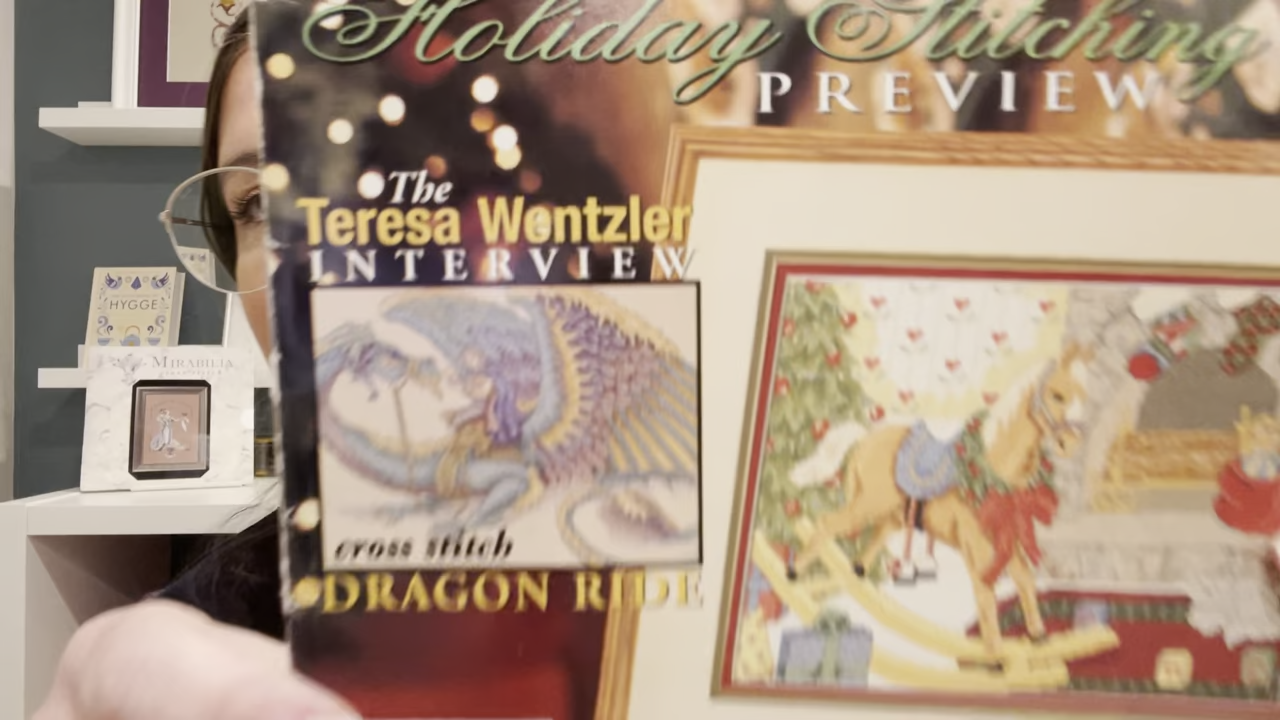 Holiday Stitching
PREVIEW
The
Teresa Wentzler
INTERVIEW
cross stitch
DRAGON RIDE
HYGGE
MIRABILIA